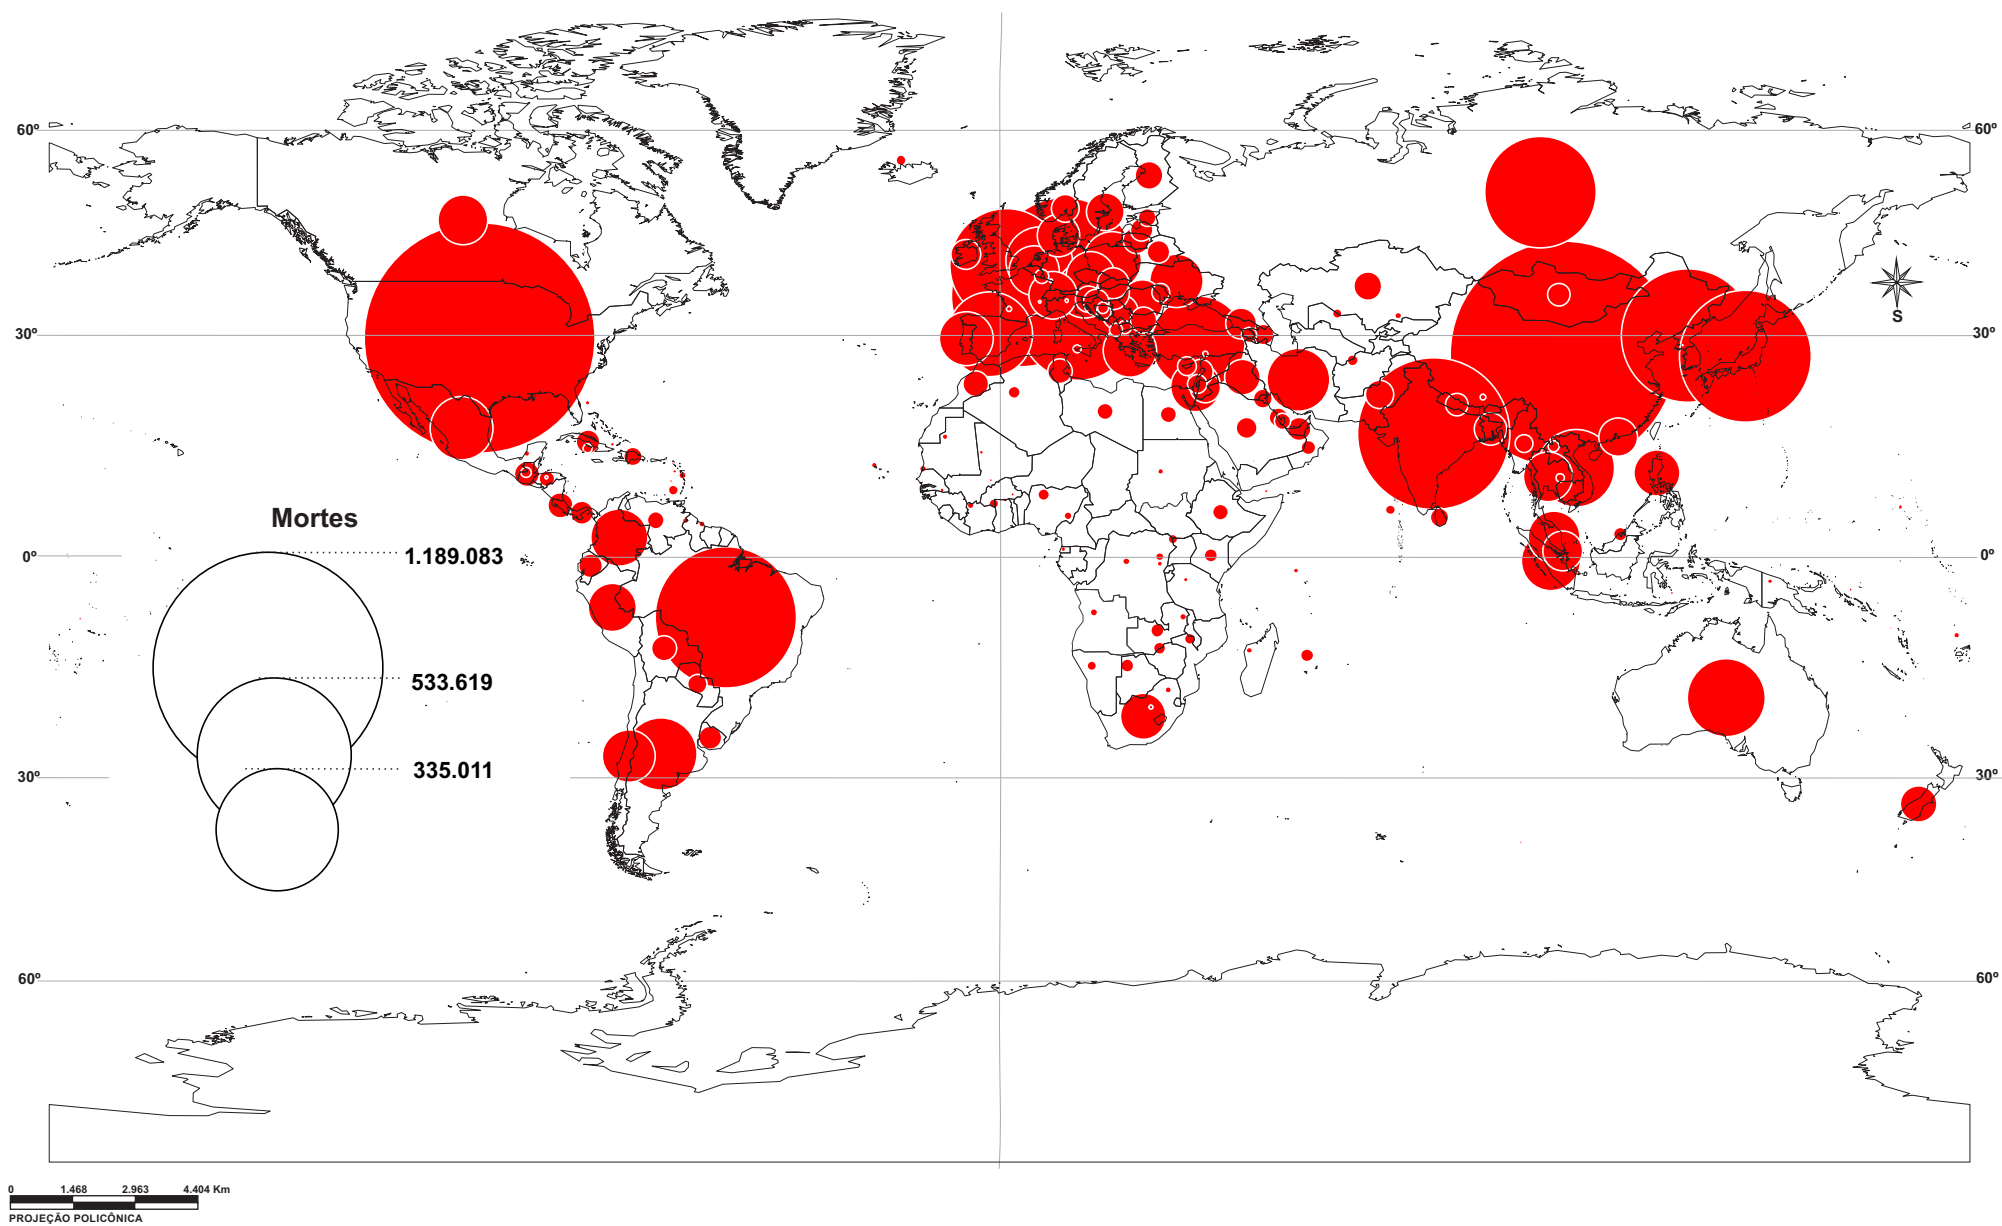 60º 60º
S
30º 30º
Mortes
1.189.083
0º 0º
533.619
335.011
30º 30º
60º 60º
0 1.468 2.963 4.404 Km
PROJEÇÃO POLICÔNICA